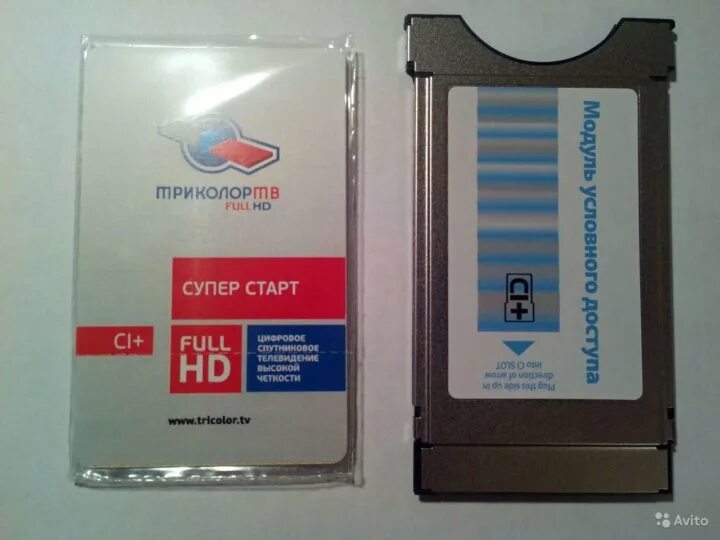 ТРИКОЛОР ТВ
FULL HD
СУПЕР СТАРТ
CI+
FULL
HD
ЦИФРОВОЕ
СПУТНИКОВОЕ
ТЕЛЕВИДЕНИЕ
ВЫСОКОЙ
ЧЕТКОСТИ
www.tricolor.tv
Модуль условного доступа
CI+
Plug this side up in
direction of arrow
into CI SLOT
Avito